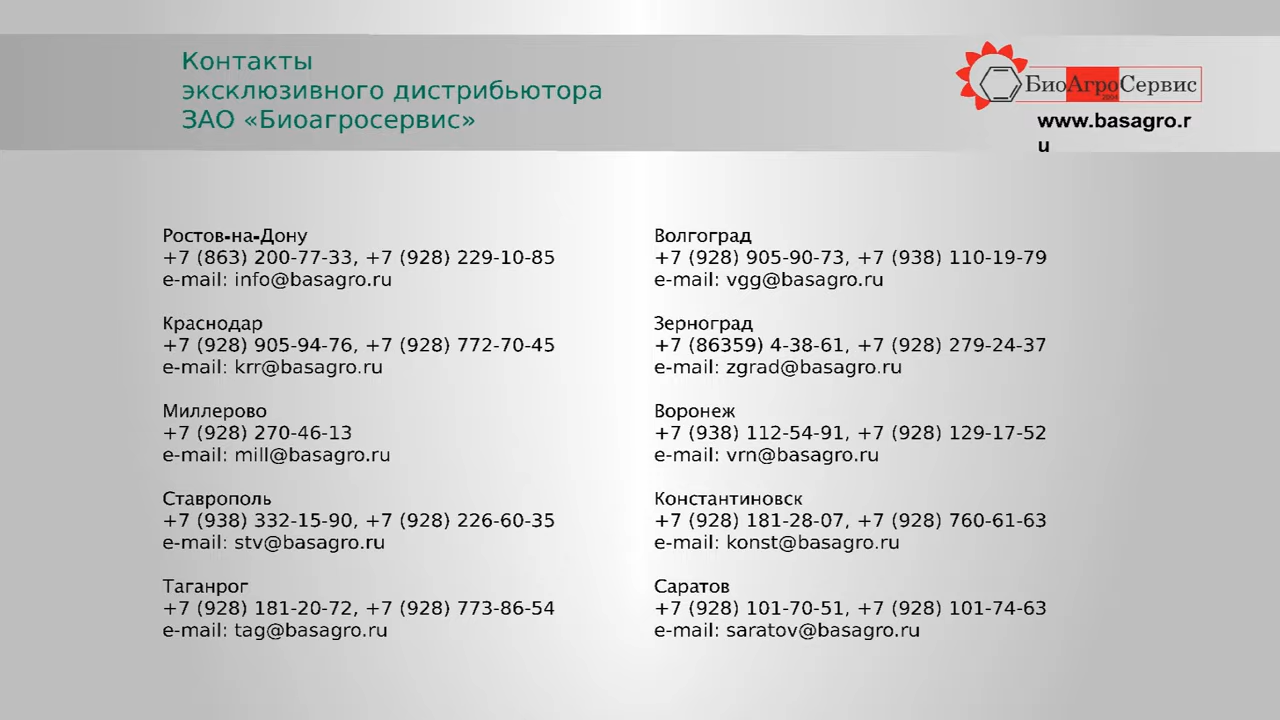 Контакты
эксклюзивного дистрибьютора
ЗАО «Биоагросервис»
БиоАгроСервис
2004
www.basagro.r
u
Ростов-на-Дону
+7 (863) 200-77-33, +7 (928) 229-10-85
e-mail: info@basagro.ru
Краснодар
+7 (928) 905-94-76, +7 (928) 772-70-45
e-mail: krr@basagro.ru
Миллерово
+7 (928) 270-46-13
e-mail: mill@basagro.ru
Ставрополь
+7 (938) 332-15-90, +7 (928) 226-60-35
e-mail: stv@basagro.ru
Таганрог
+7 (928) 181-20-72, +7 (928) 773-86-54
e-mail: tag@basagro.ru
Волгоград
+7 (928) 905-90-73, +7 (938) 110-19-79
e-mail: vgg@basagro.ru
Зерноград
+7 (86359) 4-38-61, +7 (928) 279-24-37
e-mail: zgrad@basagro.ru
Воронеж
+7 (938) 112-54-91, +7 (928) 129-17-52
e-mail: vrn@basagro.ru
Константиновск
+7 (928) 181-28-07, +7 (928) 760-61-63
e-mail: konst@basagro.ru
Саратов
+7 (928) 101-70-51, +7 (928) 101-74-63
e-mail: saratov@basagro.ru